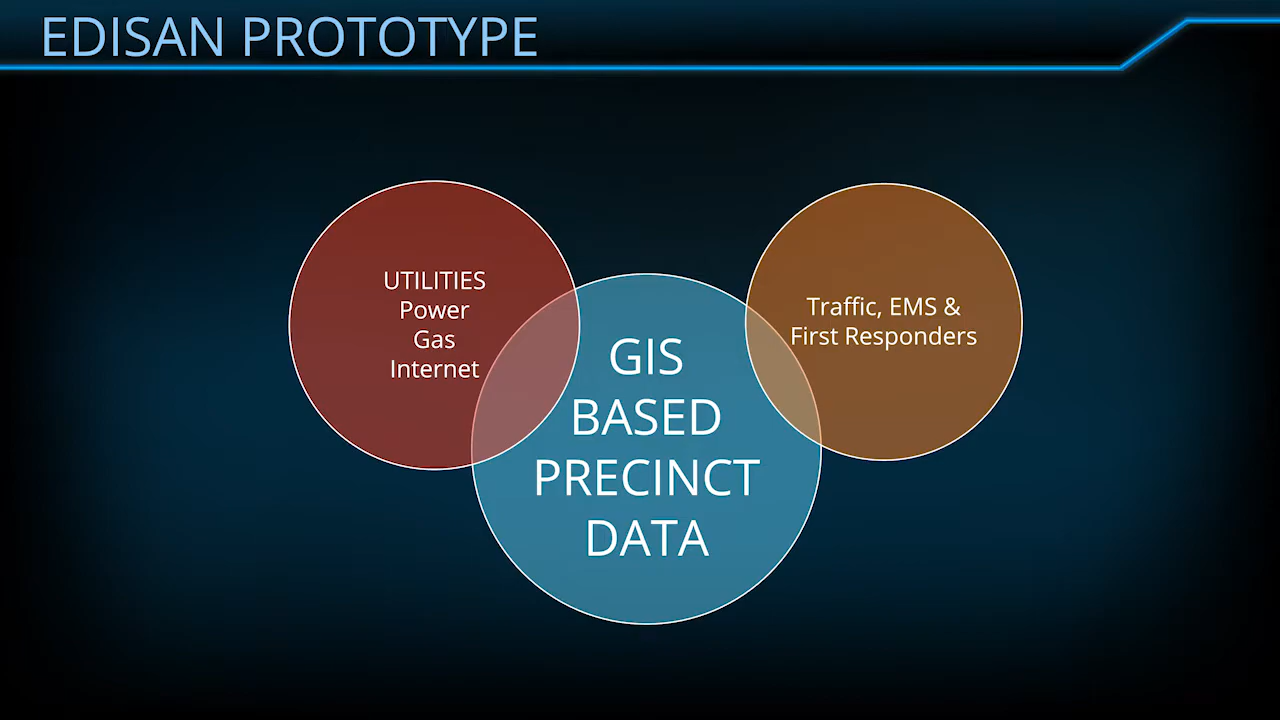 EDISAN PROTOTYPE
UTILITIES
Power
Gas
Internet
GIS
BASED
PRECINCT
DATA
Traffic, EMS &
First Responders